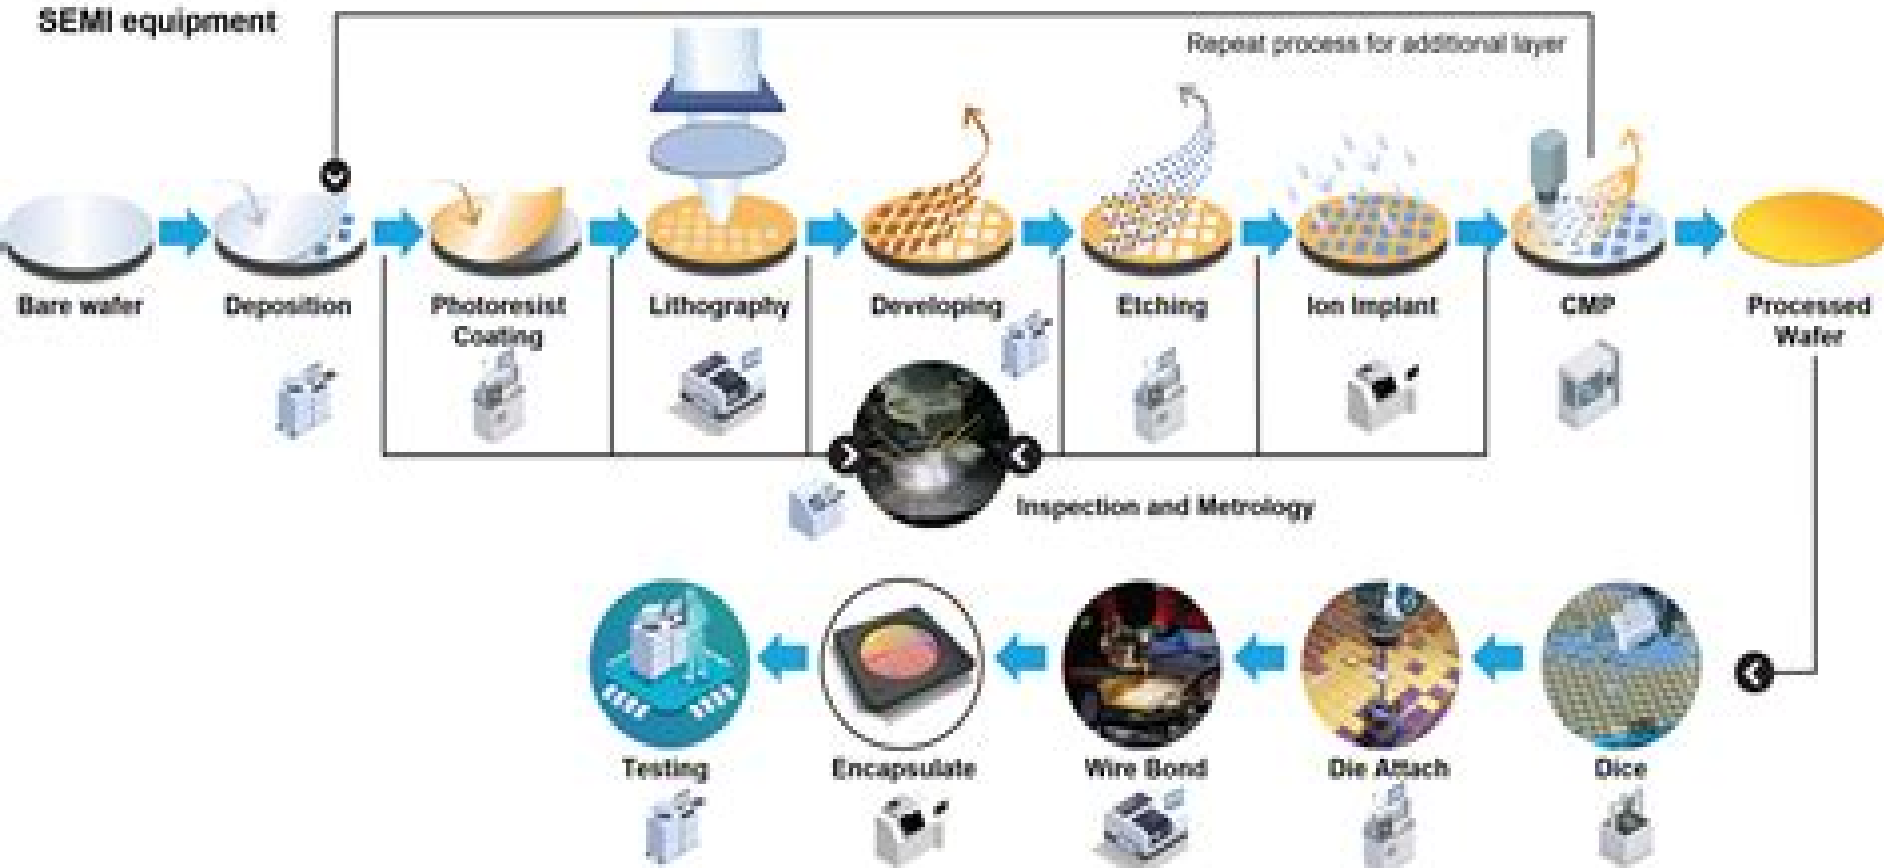 SEMI equipment
Repeat process for additional layer
Bare wafer
Deposition
Photoresist
Coating
Lithography
Developing
Etching
Ion Implant
CMP
Processed
Wafer
Inspection and Metrology
Testing
Encapsulate
Wire Bond
Die Attach
Dice